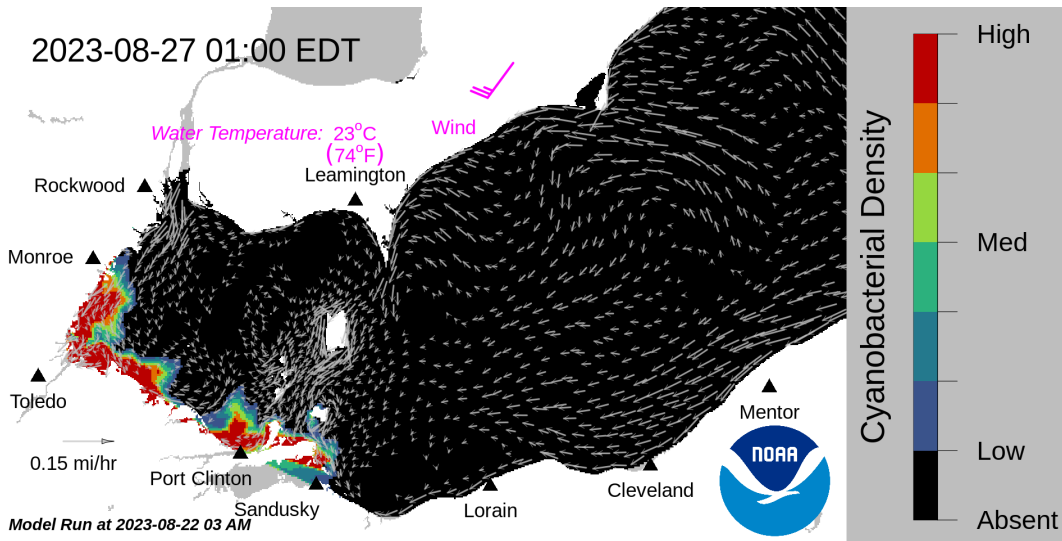 2023-08-27 01:00 EDT
Water Temperature: 23°C
(74°F)
Wind
Leamington
Rockwood
Monroe
Toledo
0.15 mi/hr
Port Clinton
Sandusky
Lorain
Cleveland
Mentor
NOAA
Model Run at 2023-08-22 03 AM
Cyanobacterial Density
High
Med
Low
Absent